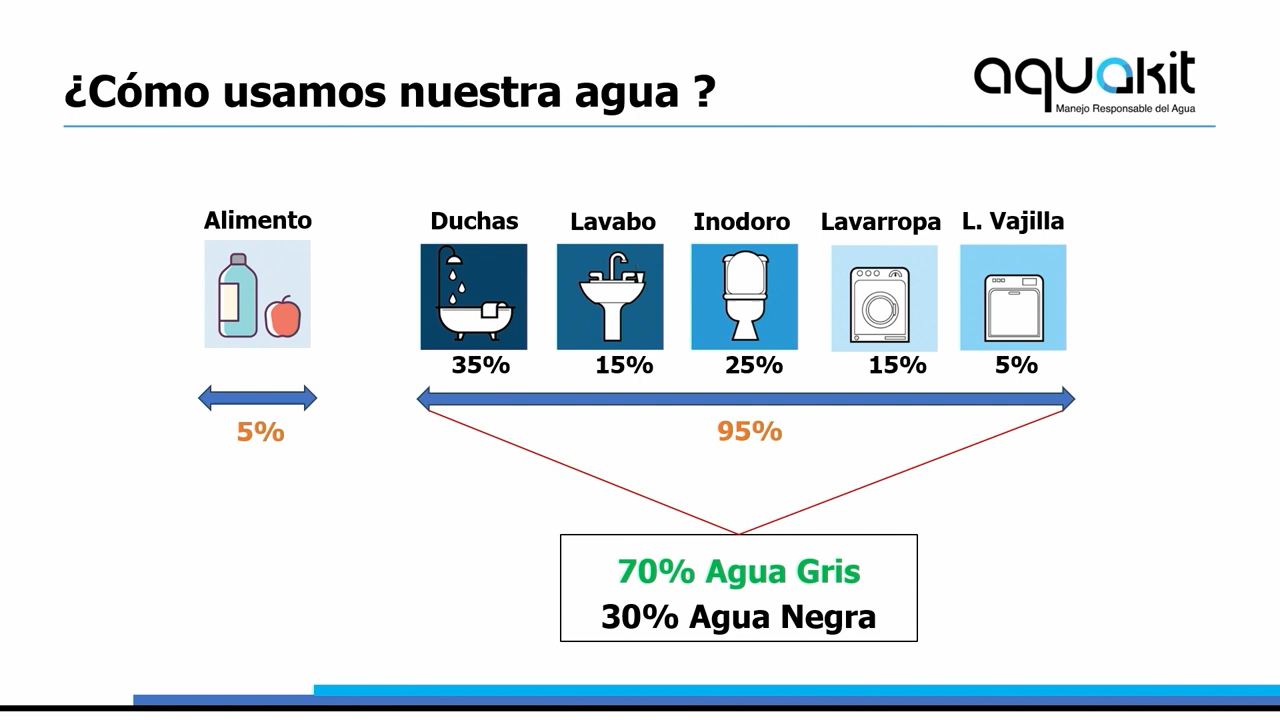 ¿Cómo usamos nuestra agua ?
aquakit
Manejo Responsable del Agua
Alimento
Duchas
Lavabo
Inodoro
Lavarropa
L. Vajilla
35%
15%
25%
15%
5%
5%
95%
70% Agua Gris
30% Agua Negra